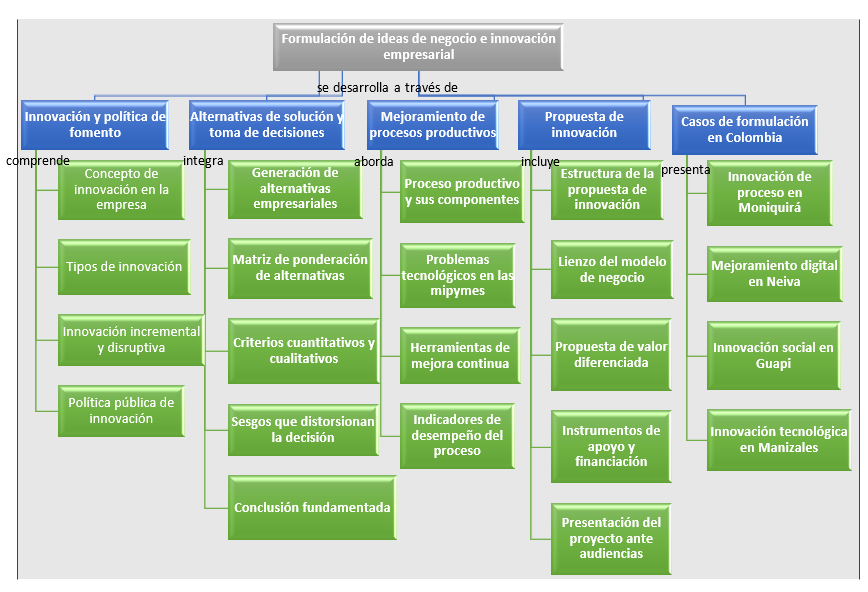 Formulación de ideas de negocio e innovación
empresarial
se desarrolla a través de
Innovación y política de
fomento
comprende
Concepto de
innovación en la
empresa
Tipos de innovación
Innovación incremental
y disruptiva
Política pública de
innovación
Alternativas de solución y
toma de decisiones
integra
Generación de
alternativas
empresariales
Matriz de ponderación
de alternativas
Criterios cuantitativos y
cualitativos
Sesgos que distorsionan
la decisión
Conclusión fundamentada
Mejoramiento de
procesos productivos
aborda
Proceso productivo
y sus componentes
Problemas
tecnológicos en las
mipymes
Herramientas de
mejora continua
Indicadores de
desempeño del
proceso
Propuesta de
innovación
incluye
Estructura de la
propuesta de
innovación
Lienzo del modelo
de negocio
Propuesta de valor
diferenciada
Instrumentos de
apoyo y
financiación
Presentación del
proyecto ante
audiencias
Casos de formulación
en Colombia
presenta
Innovación de
proceso en
Moniquirá
Mejoramiento digital
en Neiva
Innovación social en
Guapi
Innovación tecnológica
en Manizales